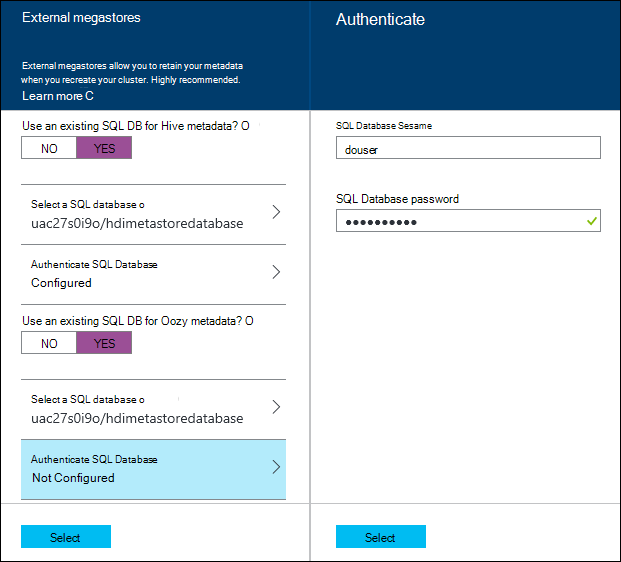 External megastores
External megastores allow you to retain your metadata
when you recreate your cluster. Highly recommended.
Learn more C
Use an existing SQL DB for Hive metadata? O
NO YES
Select a SQL database o
uac27s0i9o/hdimetastoredatabase
Authenticate SQL Database
Configured
Use an existing SQL DB for Oozy metadata? O
NO YES
Select a SQL database o
uac27s0i9o/hdimetastoredatabase
Authenticate SQL Database
Not Configured
Select
Authenticate
SQL Database Sesame
douser
SQL Database password
●●●●●●●●●●
Select